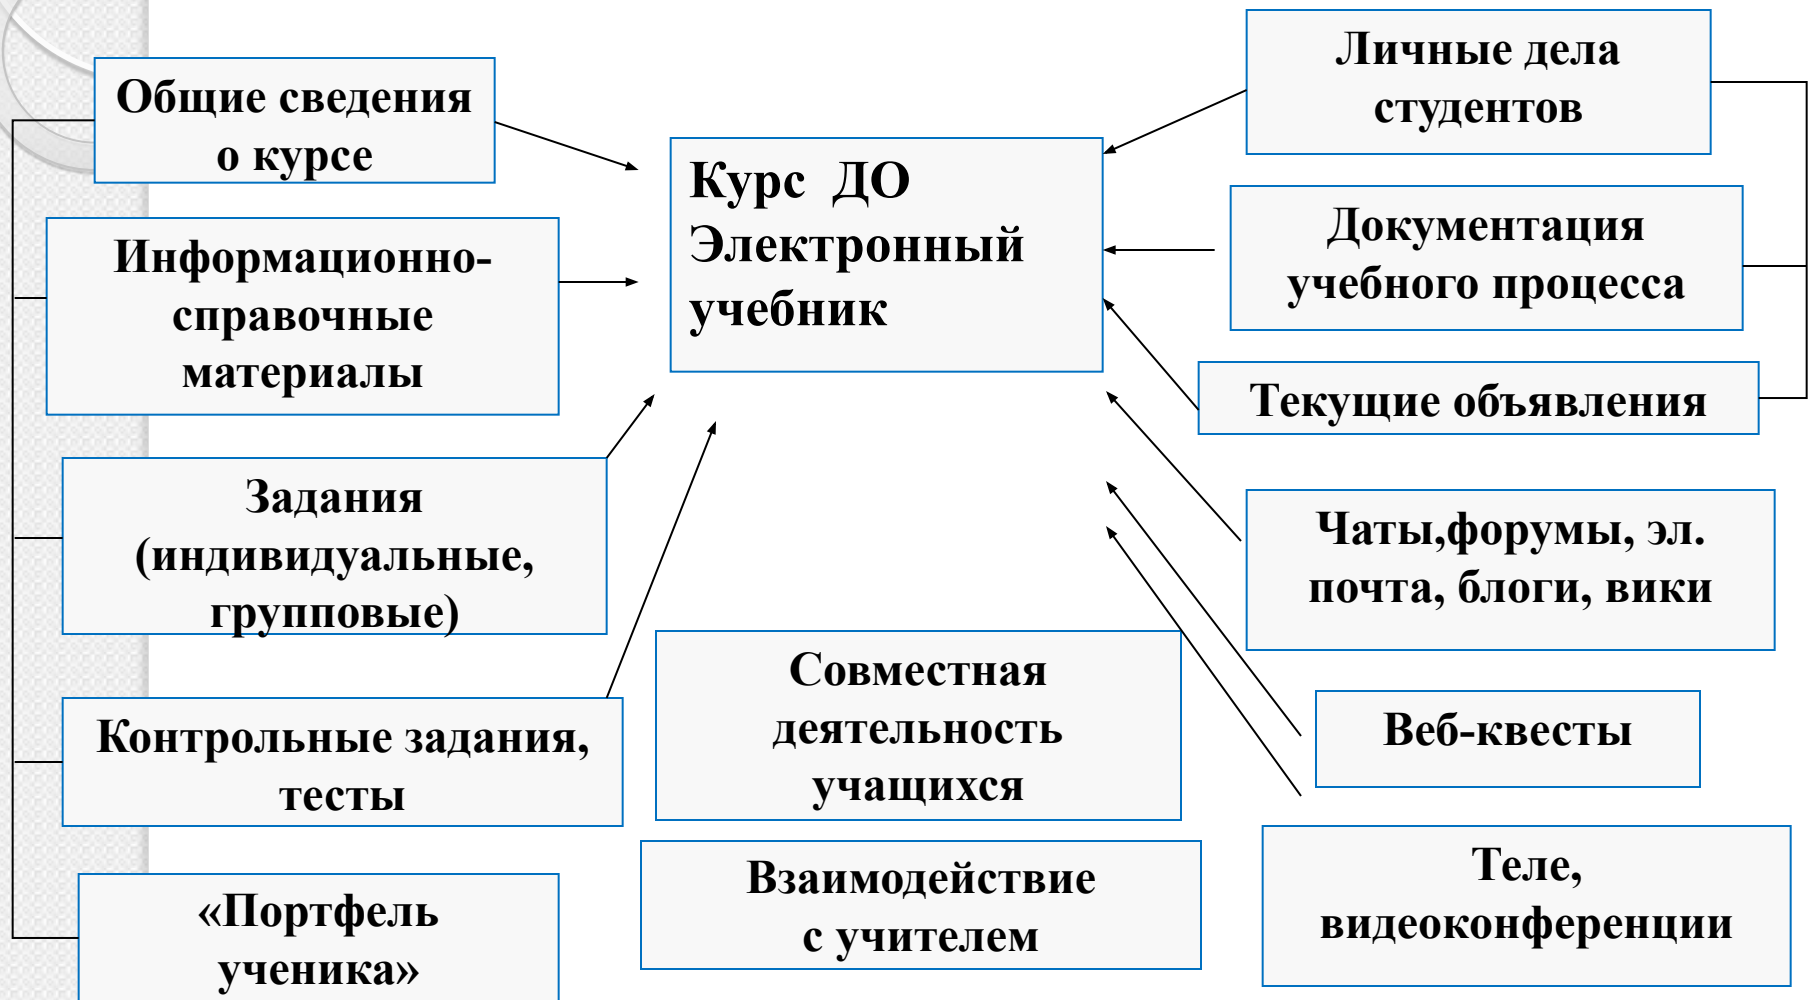 Общие сведения
о курсе
Информационно-
справочные
материалы
Задания
(индивидуальные,
групповые)
Контрольные задания,
тесты
«Портфель
ученика»
Курс ДО
Электронный
учебник
Совместная
деятельность
учащихся
Взаимодействие
с учителем
Личные дела
студентов
Документация
учебного процесса
Текущие объявления
Чаты,форумы, эл.
почта, блоги, вики
Веб-квесты
Теле,
видеоконференции